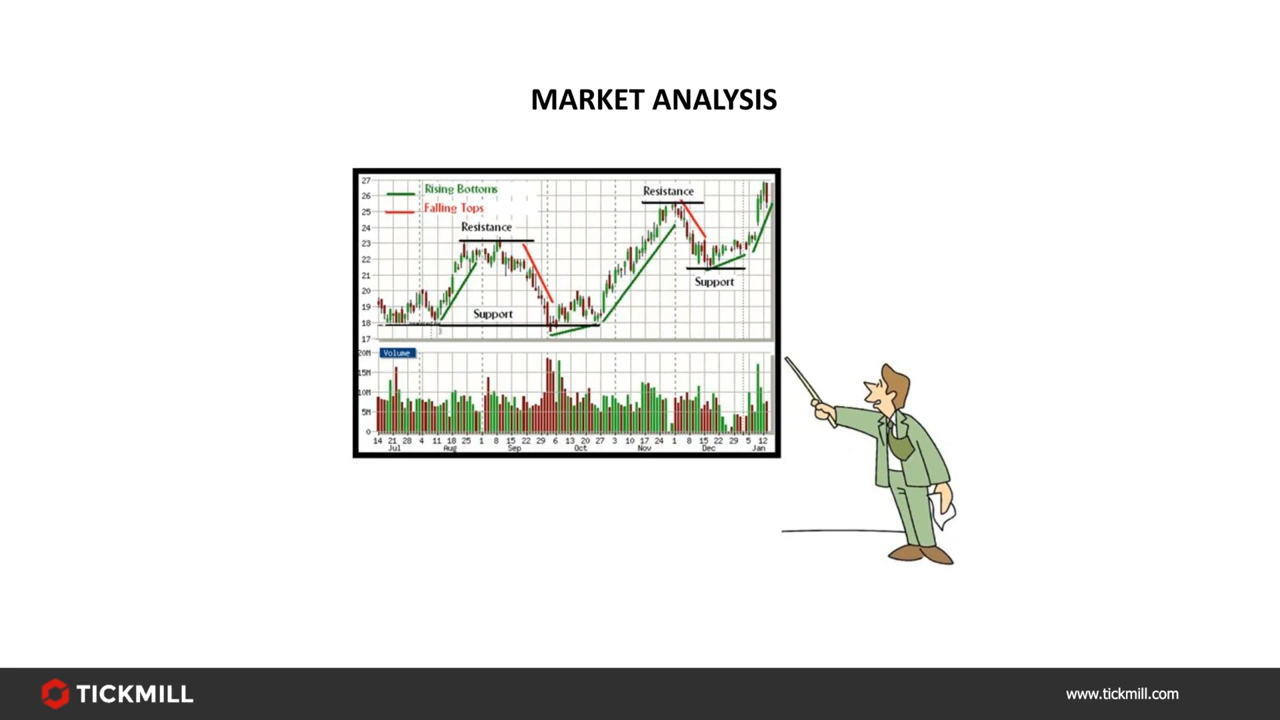 MARKET ANALYSIS
27
26
25
24
23
22
21
20
19
18
17
Rising Bottoms
Falling Tops
Resistance
Resistance
Support
Support
Volume
20M
15M
10M
5M
0
14 21 28 4 11 18 25 1 8 15 22 29 6 13 20 27 3 10 17 24 1 8 15 22 29 5 12
Jul Aug Sep Oct Nov Dec Jan
TICKMILL
www.tickmill.com